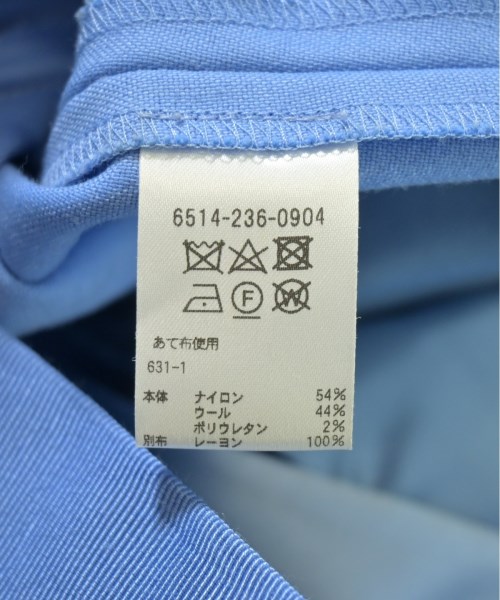 6514-236-0904
F
W
あて布使用
631-1
本体 ナイロン 54%
ウール 44%
ポリウレタン 2%
別布 レーヨン 100%